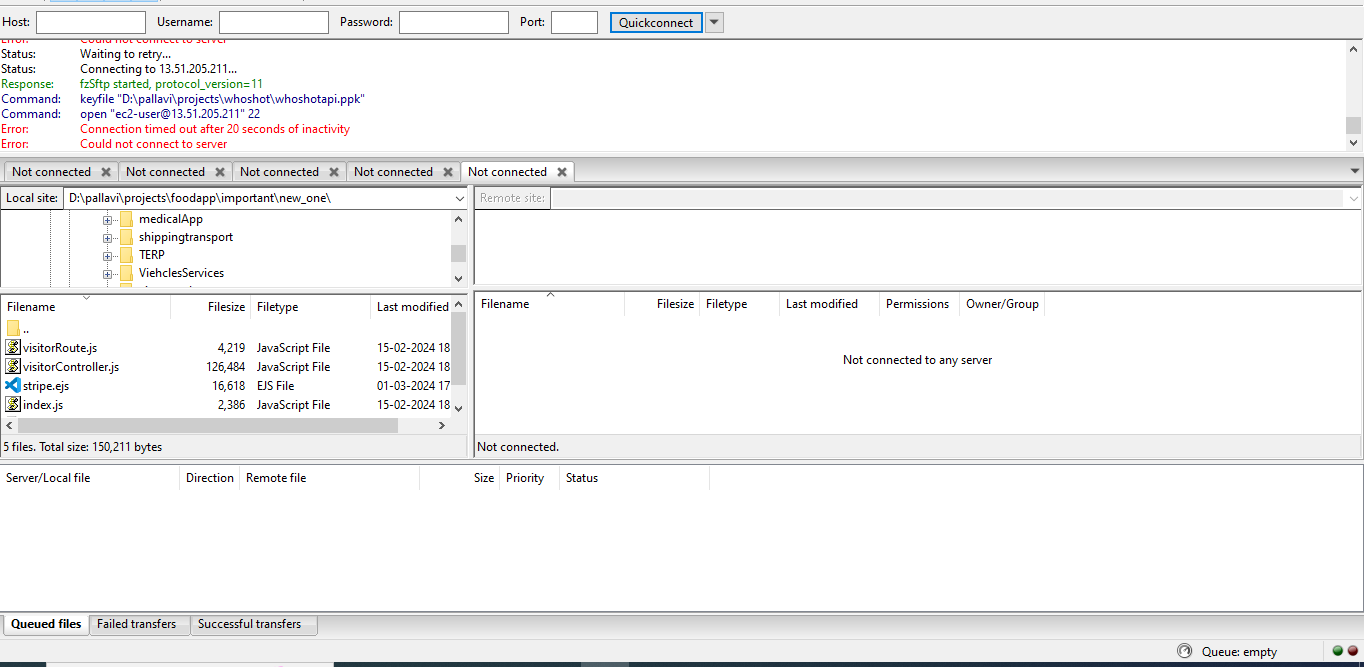 Host: Username: Password: Port: Quickconnect
Error: Could not connect to server
Status: Waiting to retry...
Status: Connecting to 13.51.205.211...
Response: fzSftp started, protocol_version=11
Command: keyfile "D:\pallavi\projects\whoshot\whoshotapi.ppk"
Command: open "ec2-user@13.51.205.211" 22
Error: Connection timed out after 20 seconds of inactivity
Error: Could not connect to server
Not connected Not connected Not connected Not connected Not connected
Local site: D:\pallavi\projects\foodapp\important\new_one\
medicalApp
shippingtransport
TERP
ViehclesServices
Filename Filesize Filetype Last modified
..
visitorRoute.js 4,219 JavaScript File 15-02-2024 18
visitorController.js 126,484 JavaScript File 15-02-2024 18
stripe.ejs 16,618 EJS File 01-03-2024 17
index.js 2,386 JavaScript File 15-02-2024 18
5 files. Total size: 150,211 bytes
Remote site:
Filename Filesize Filetype Last modified Permissions Owner/Group
Not connected to any server
Not connected.
Server/Local file Direction Remote file Size Priority Status
Queued files Failed transfers Successful transfers
Queue: empty